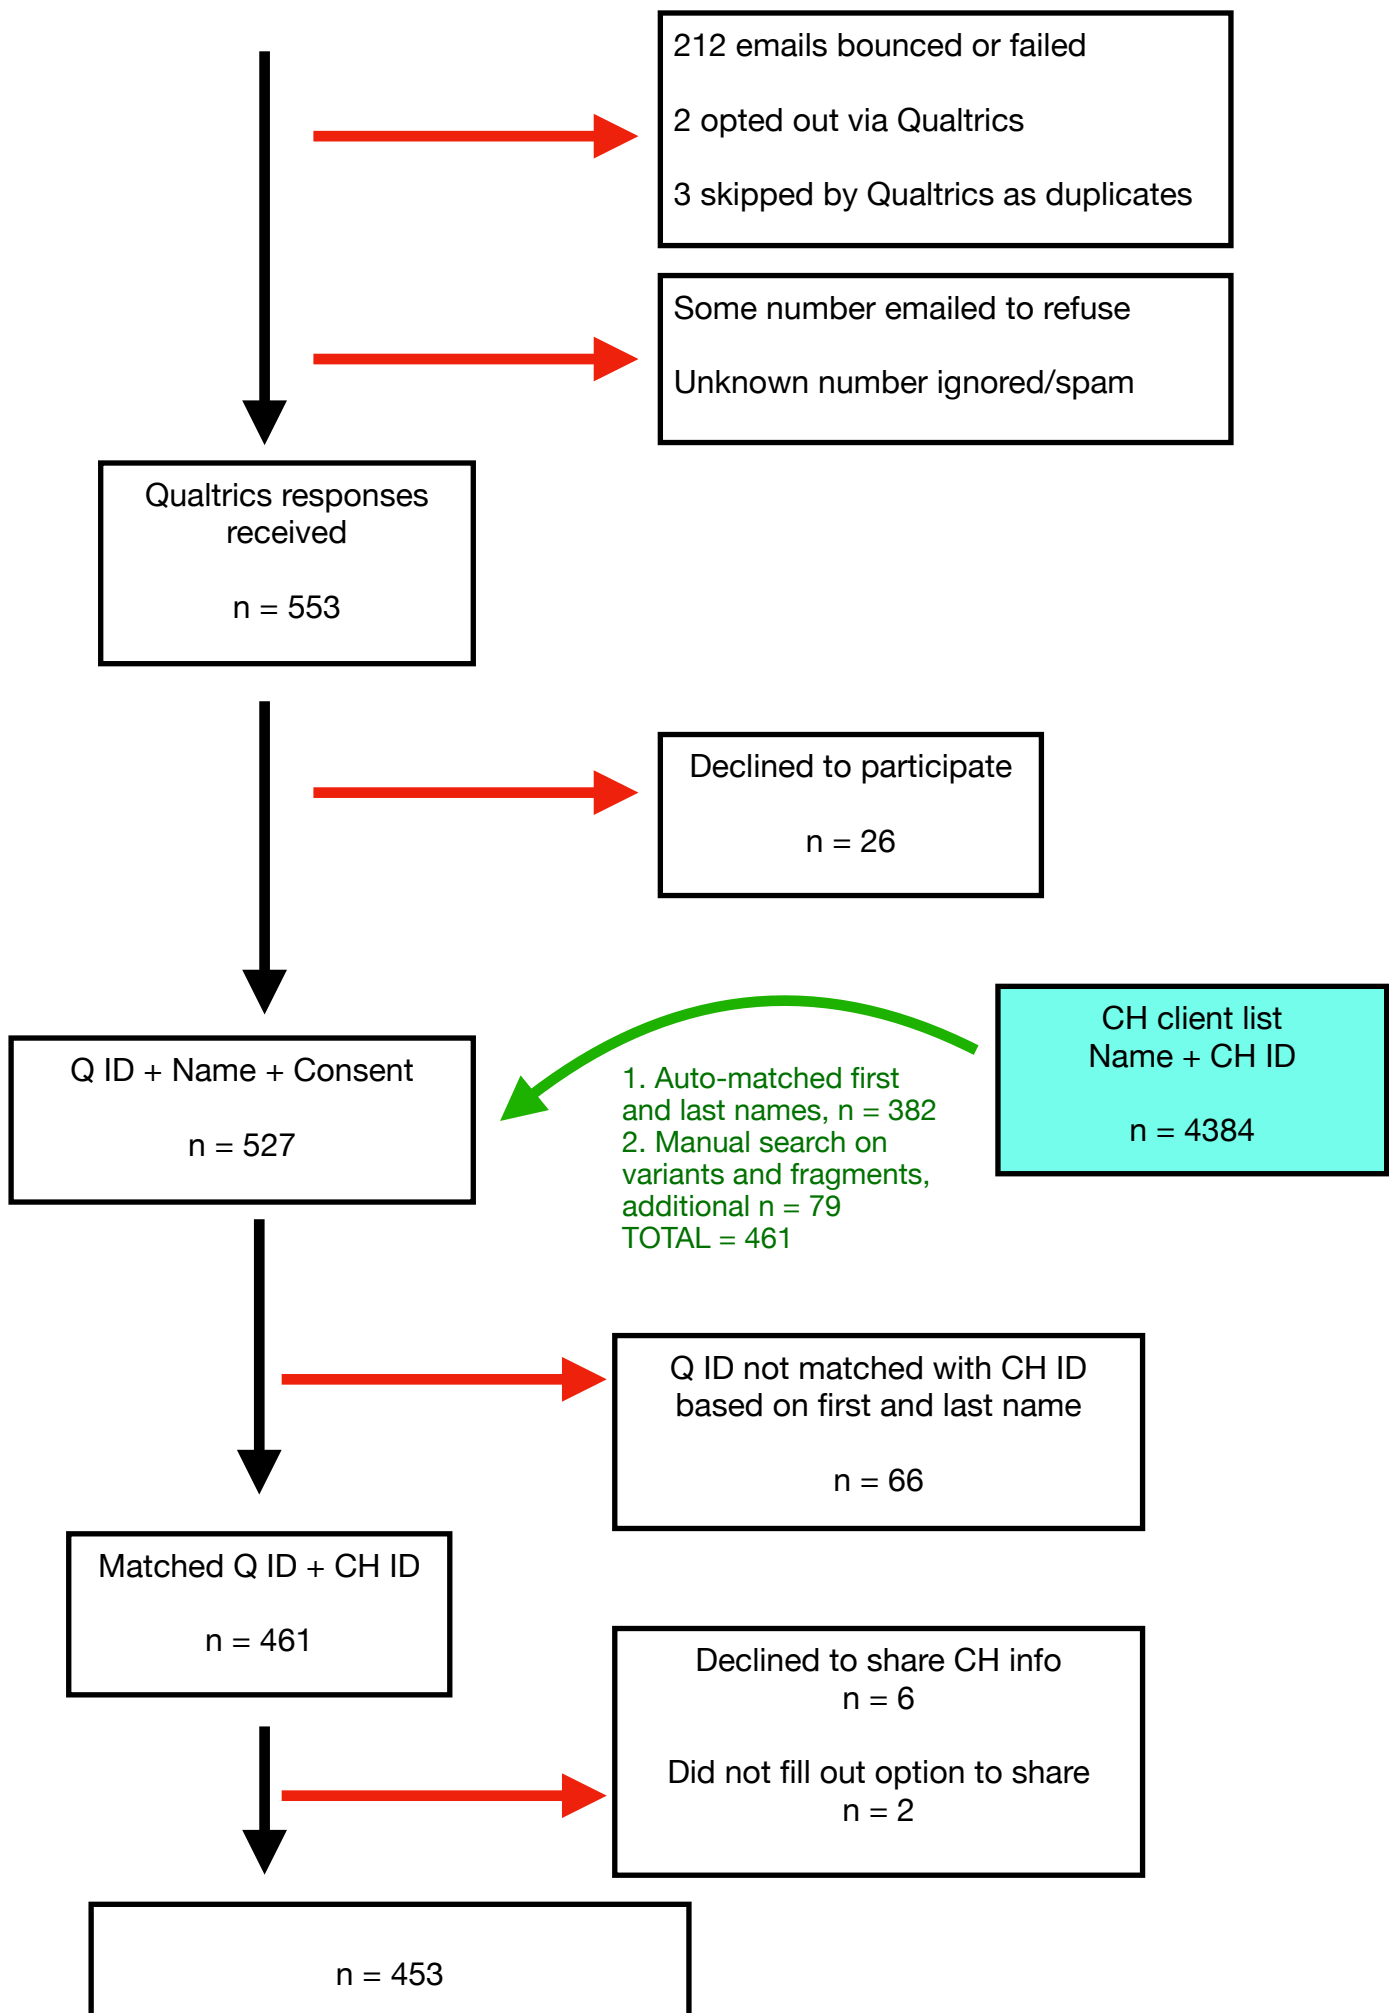 212 emails bounced or failed
2 opted out via Qualtrics
3 skipped by Qualtrics as duplicates
Some number emailed to refuse
Unknown number ignored/spam
Qualtrics responses
received
n = 553
Declined to participate
n = 26
CH client list
Name + CH ID
n = 4384
Q ID + Name + Consent
n = 527
1. Auto-matched first
and last names, n = 382
2. Manual search on
variants and fragments,
additional n = 79
TOTAL = 461
Q ID not matched with CH ID
based on first and last name
n = 66
Matched Q ID + CH ID
n = 461
Declined to share CH info
n = 6
Did not fill out option to share
n = 2
n = 453